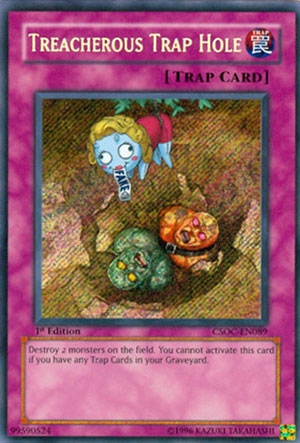 TREACHEROUS TRAP HOLE
TRAP
罠
[TRAP CARD]
FAKE
1st Edition
CSOC-EN089
Destroy 2 monsters on the field. You cannot activate this card
if you have any Trap Cards in your Graveyard.
99590524
©1996 KAZUKI TAKAHASHI